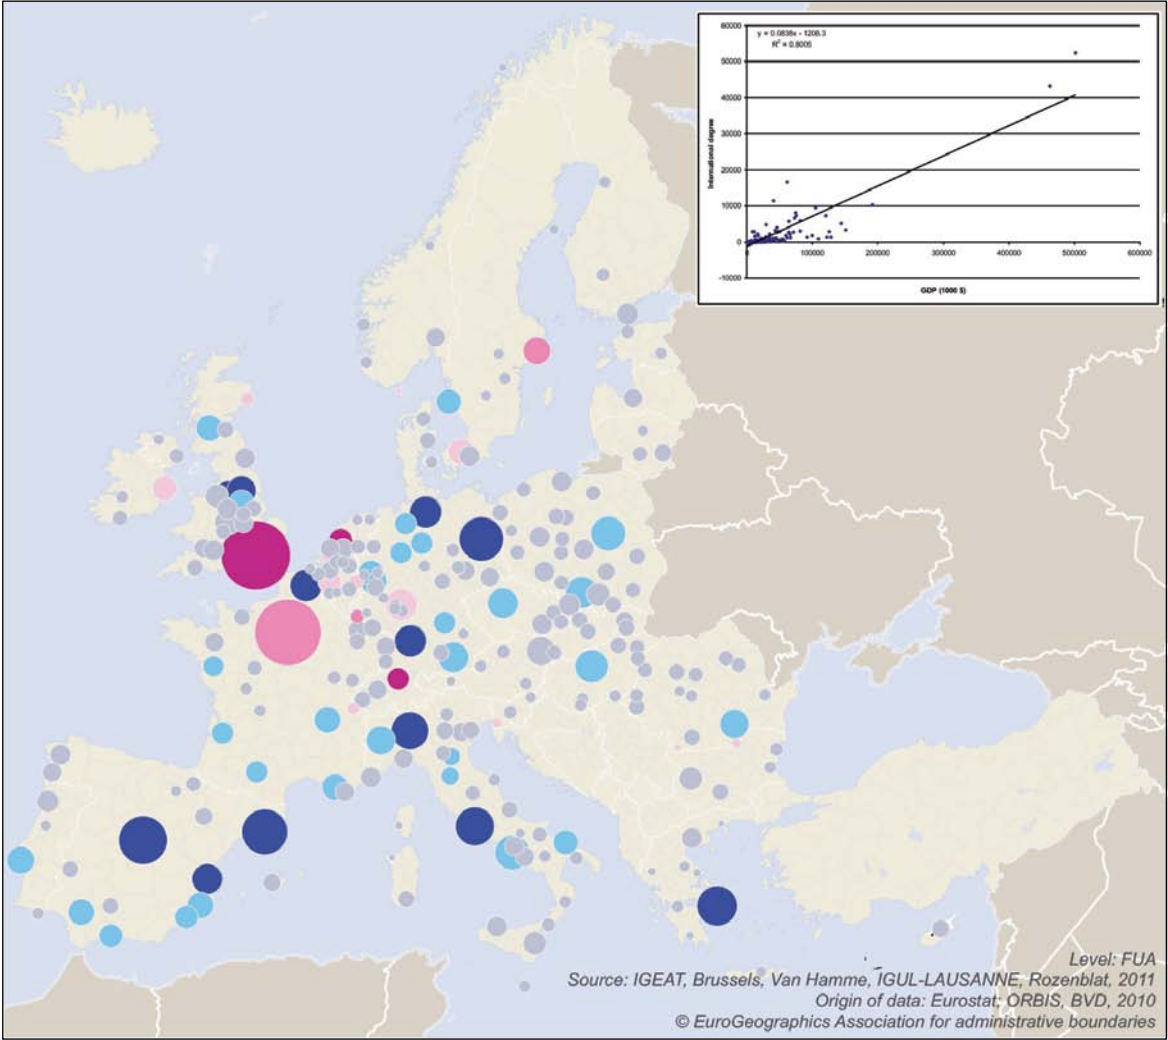 60000
y = 0.0838x - 1208.3
R² = 0.8005
50000
40000
30000
20000
10000
0
-10000
International degree
0 100000 200000 300000 400000 500000 600000
GDP (1000 $)
Level: FUA
Source: IGEAT, Brussels, Van Hamme, IGUL-LAUSANNE, Rozenblat, 2011
Origin of data: Eurostat; ORBIS, BVD, 2010
© EuroGeographics Association for administrative boundaries